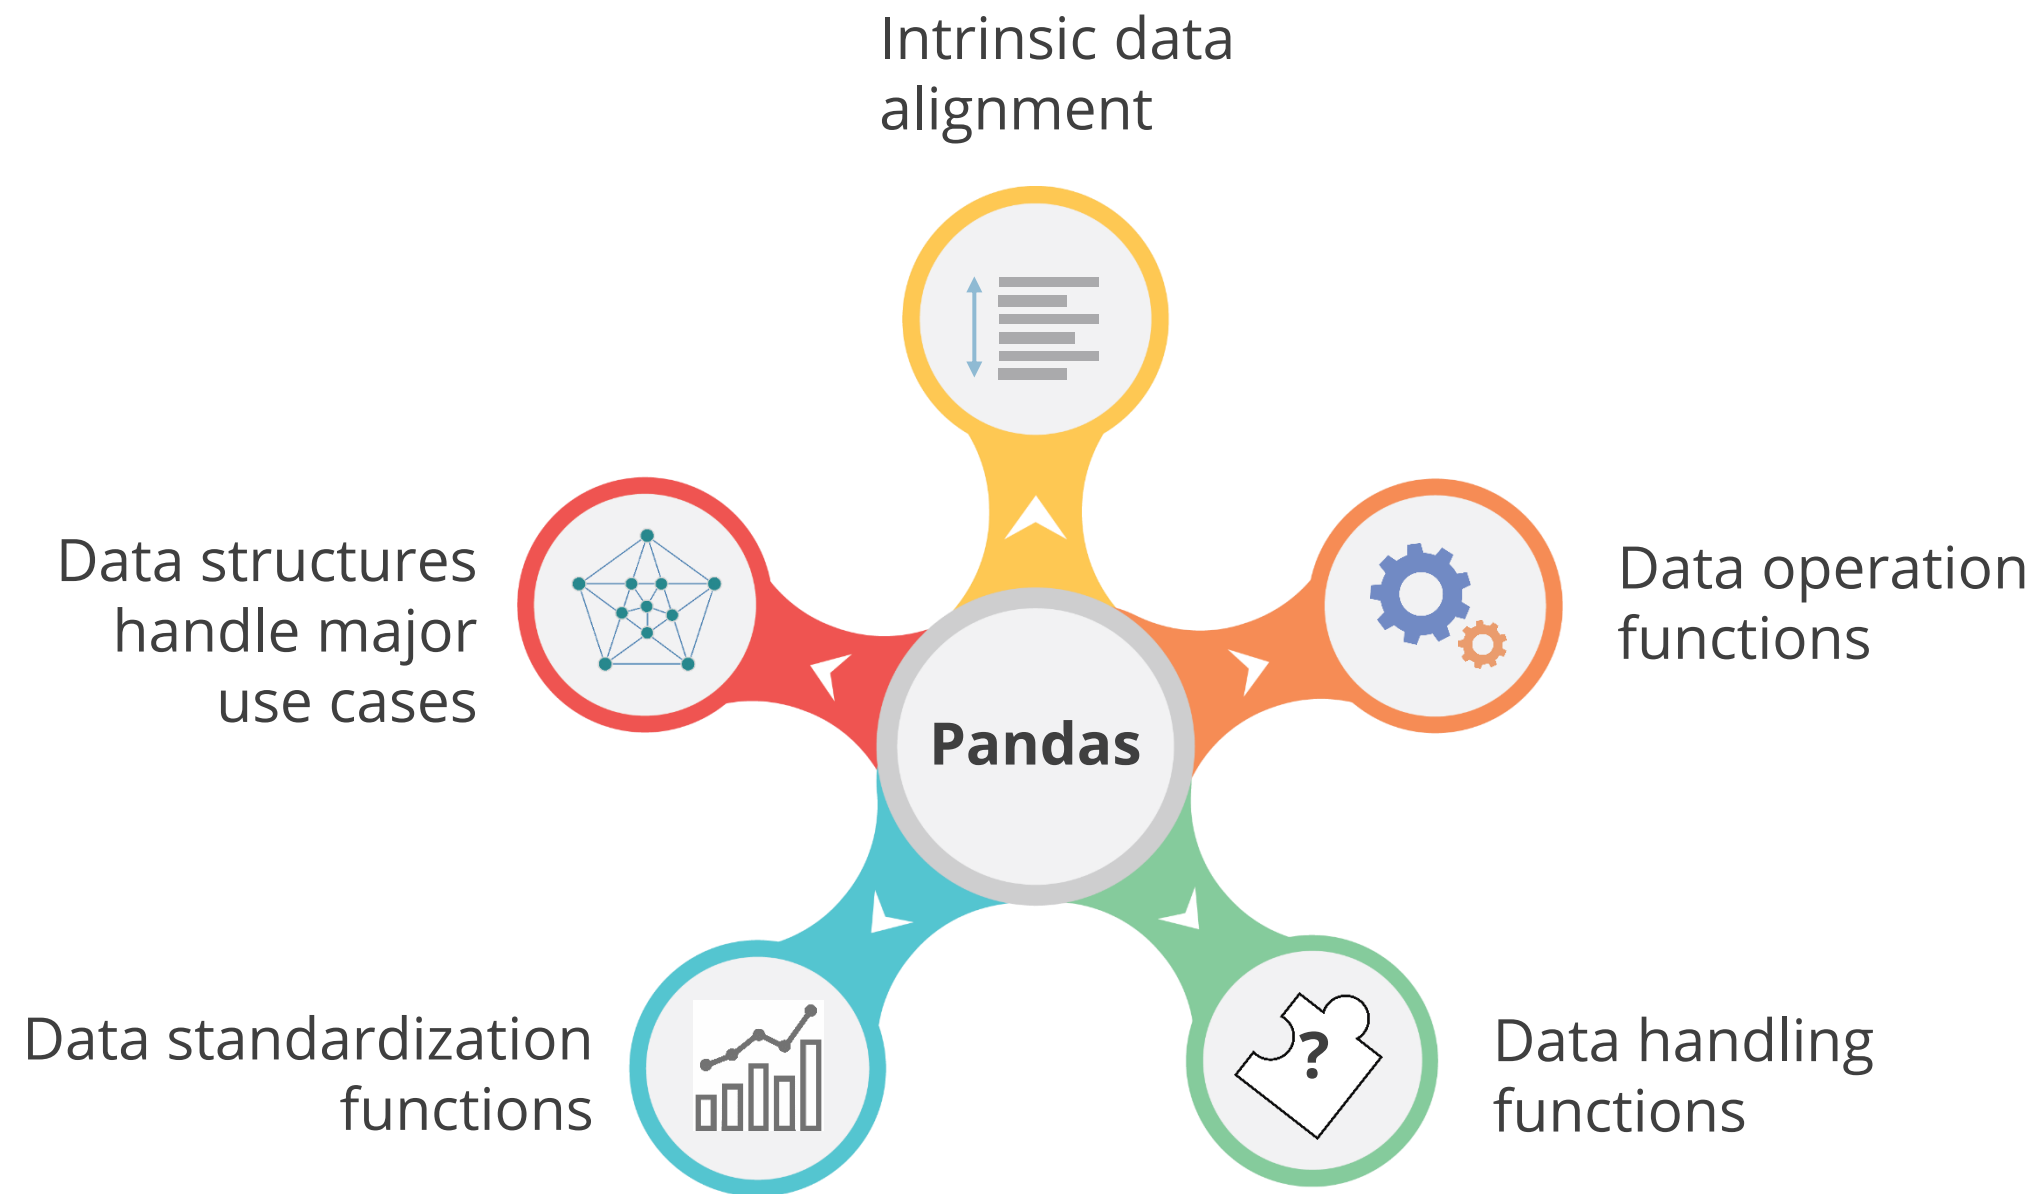 Intrinsic data
alignment
Data structures
handle major
use cases
Data operation
functions
Pandas
Data standardization
functions
?
Data handling
functions